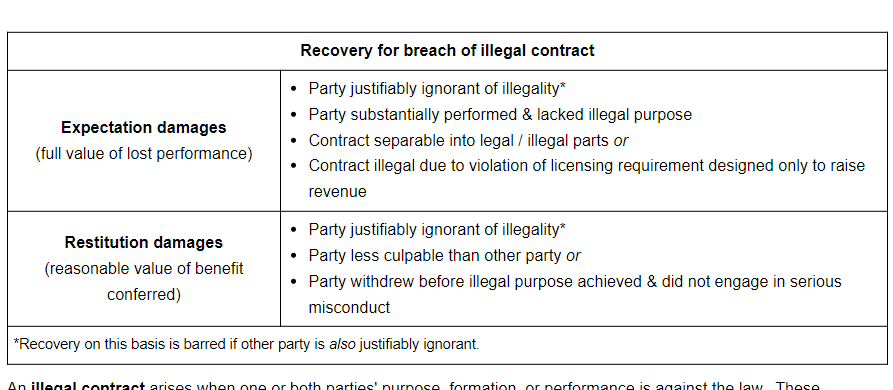 Recovery for breach of illegal contract
Expectation damages
(full value of lost performance)
• Party justifiably ignorant of illegality*
• Party substantially performed & lacked illegal purpose
• Contract separable into legal / illegal parts or
• Contract illegal due to violation of licensing requirement designed only to raise
revenue
Restitution damages
(reasonable value of benefit
conferred)
• Party justifiably ignorant of illegality*
• Party less culpable than other party or
• Party withdrew before illegal purpose achieved & did not engage in serious
misconduct
*Recovery on this basis is barred if other party is also justifiably ignorant.
An illegal contract arises when one or both parties' purpose, formation, or performance is against the law. These